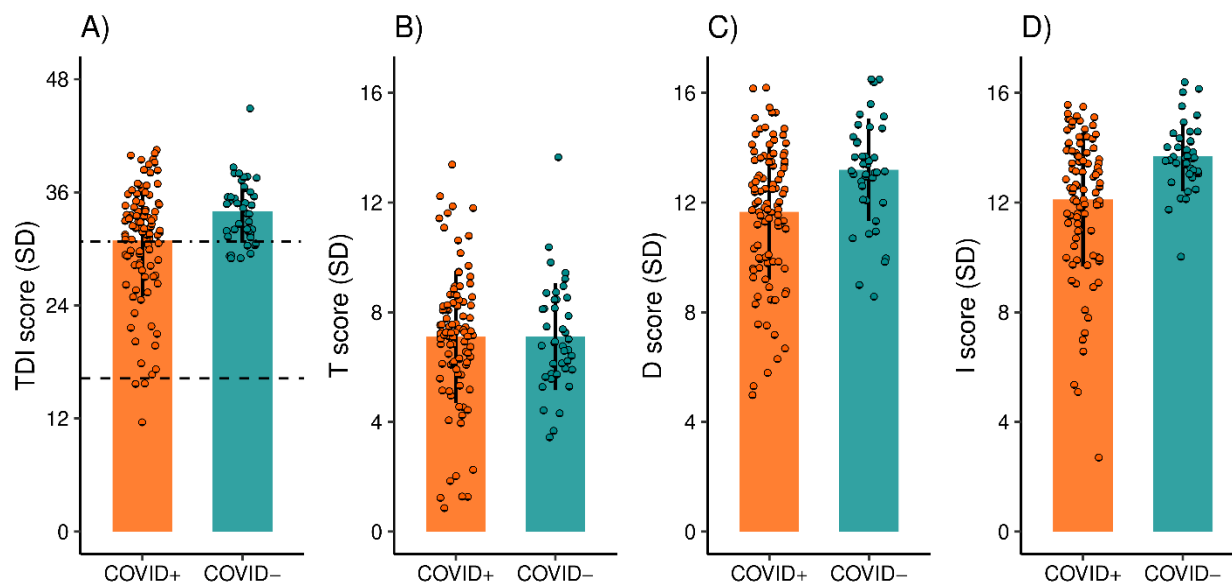 A)
TDI score (SD)
48
36
24
12
0
COVID+
COVID−
B)
T score (SD)
16
12
8
4
0
COVID+
COVID−
C)
D score (SD)
16
12
8
4
0
COVID+
COVID−
D)
I score (SD)
16
12
8
4
0
COVID+
COVID−